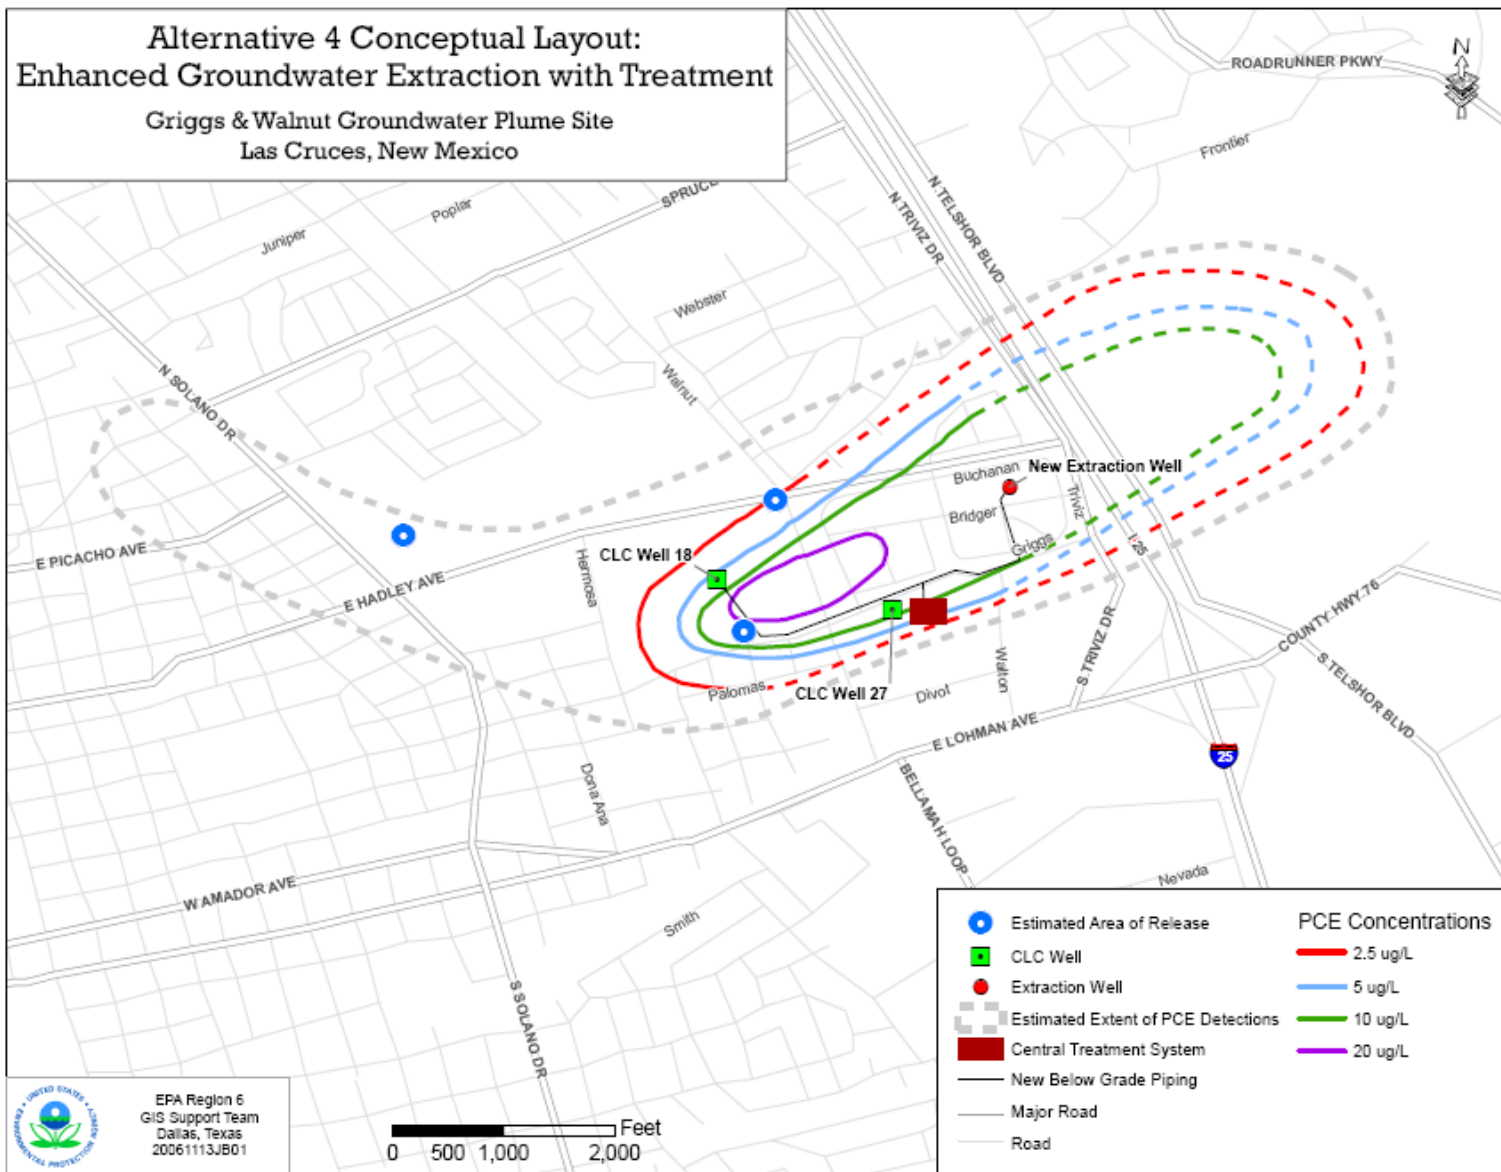 Alternative 4 Conceptual Layout:
Enhanced Groundwater Extraction with Treatment
Griggs & Walnut Groundwater Plume Site
Las Cruces, New Mexico
N
ROADRUNNER PKWY
Frontier
N TELSHOR BLVD
N TRIVIZ DR
SPRUCE
Poplar
Juniper
Webster
Walnut
N SOLANO DR
Buchanan
New Extraction Well
Bridger
Triviz
Griggs
I-25
E PICACHO AVE
E HADLEY AVE
Hermosa
CLC Well 18
COUNTY HWY 76
S TRIVIZ DR
S TELSHOR BLVD
Walton
Palomas
CLC Well 27
Divot
E LOHMAN AVE
25
Dona Ana
BELLAMAH LOOP
W AMADOR AVE
Nevada
Smith
S SOLANO DR
Estimated Area of Release
CLC Well
Extraction Well
Estimated Extent of PCE Detections
Central Treatment System
New Below Grade Piping
Major Road
Road
PCE Concentrations
2.5 ug/L
5 ug/L
10 ug/L
20 ug/L
UNITED STATES
ENVIRONMENTAL PROTECTION AGENCY
EPA Region 6
GIS Support Team
Dallas, Texas
20061113JB01
Feet
0 500 1,000 2,000